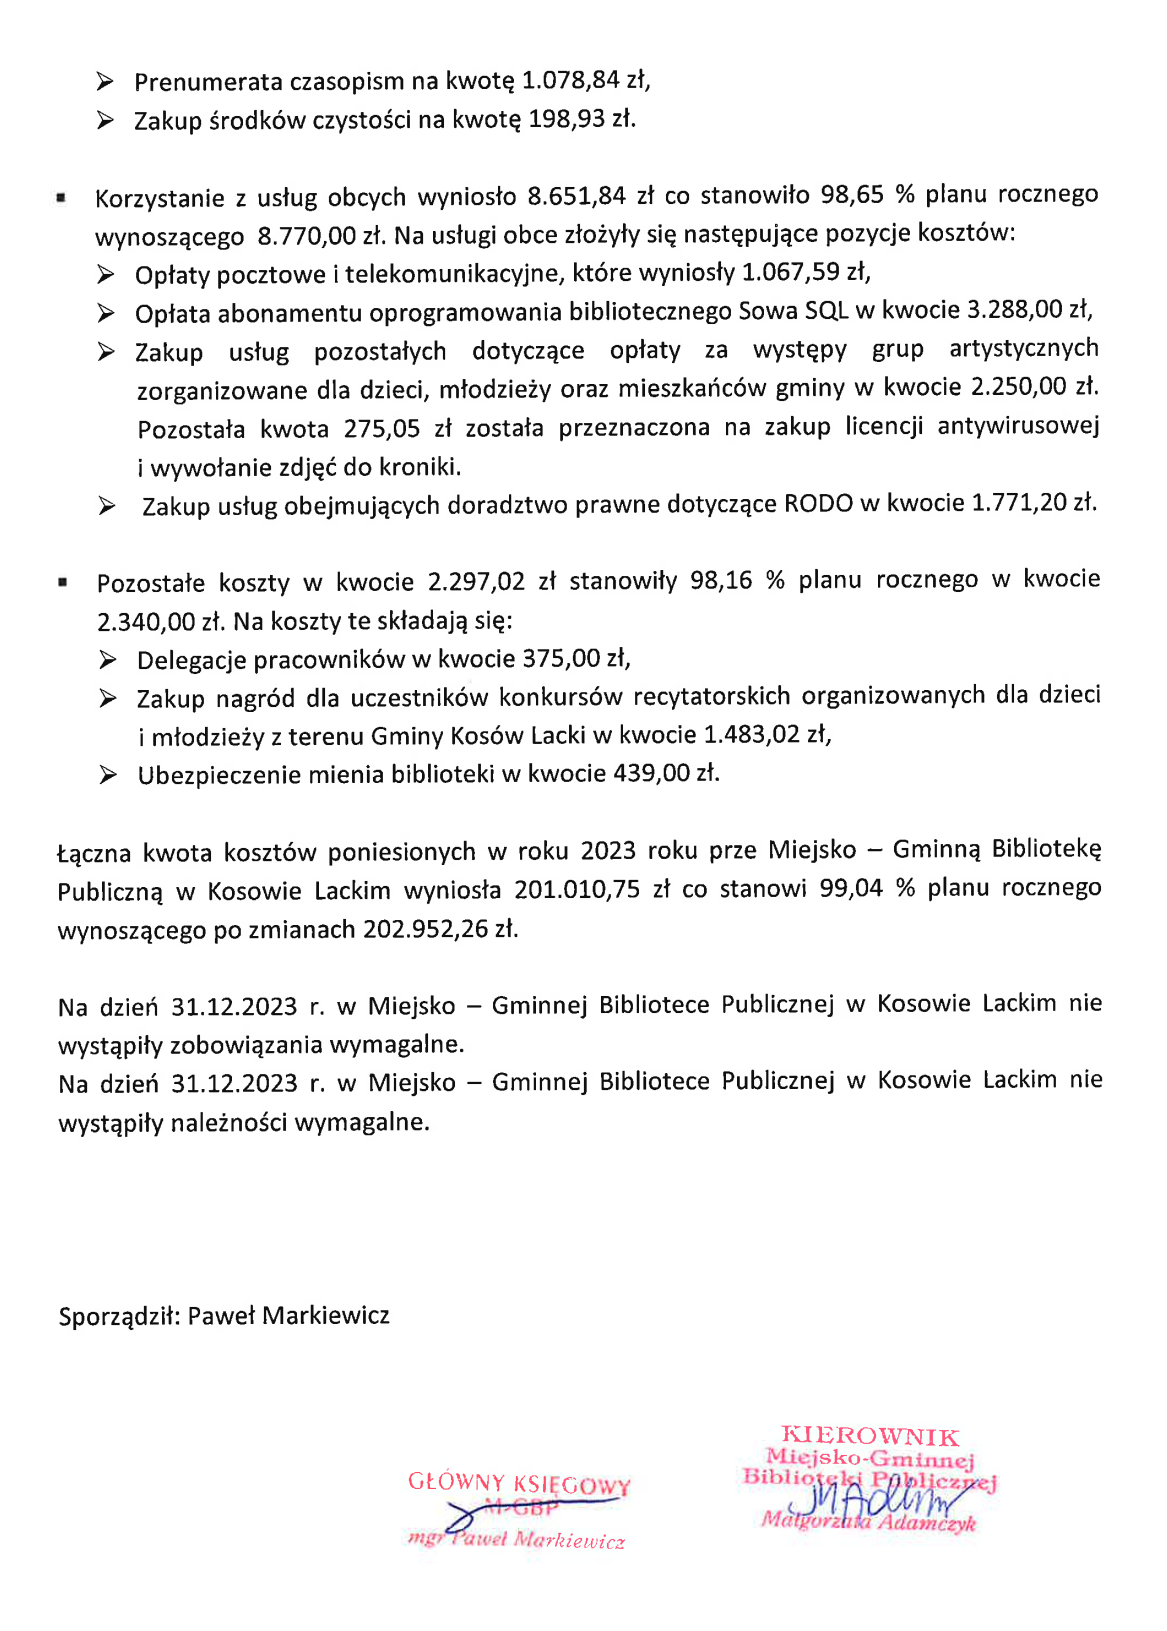 ➢ Prenumerata czasopism na kwotę 1.078,84 zł,
➢ Zakup środków czystości na kwotę 198,93 zł.
▪ Korzystanie z usług obcych wyniosło 8.651,84 zł co stanowiło 98,65 % planu rocznego
wynoszącego 8.770,00 zł. Na usługi obce złożyły się następujące pozycje kosztów:
➢ Opłaty pocztowe i telekomunikacyjne, które wyniosły 1.067,59 zł,
➢ Opłata abonamentu oprogramowania bibliotecznego Sowa SQL w kwocie 3.288,00 zł,
➢ Zakup usług pozostałych dotyczące opłaty za występy grup artystycznych
zorganizowane dla dzieci, młodzieży oraz mieszkańców gminy w kwocie 2.250,00 zł.
Pozostała kwota 275,05 zł została przeznaczona na zakup licencji antywirusowej
i wywołanie zdjęć do kroniki.
➢ Zakup usług obejmujących doradztwo prawne dotyczące RODO w kwocie 1.771,20 zł.
▪ Pozostałe koszty w kwocie 2.297,02 zł stanowiły 98,16 % planu rocznego w kwocie
2.340,00 zł. Na koszty te składają się:
➢ Delegacje pracowników w kwocie 375,00 zł,
➢ Zakup nagród dla uczestników konkursów recytatorskich organizowanych dla dzieci
i młodzieży z terenu Gminy Kosów Lacki w kwocie 1.483,02 zł,
➢ Ubezpieczenie mienia biblioteki w kwocie 439,00 zł.
Łączna kwota kosztów poniesionych w roku 2023 roku prze Miejsko – Gminną Bibliotekę
Publiczną w Kosowie Lackim wyniosła 201.010,75 zł co stanowi 99,04 % planu rocznego
wynoszącego po zmianach 202.952,26 zł.
Na dzień 31.12.2023 r. w Miejsko – Gminnej Bibliotece Publicznej w Kosowie Lackim nie
wystąpiły zobowiązania wymagalne.
Na dzień 31.12.2023 r. w Miejsko – Gminnej Bibliotece Publicznej w Kosowie Lackim nie
wystąpiły należności wymagalne.
Sporządził: Paweł Markiewicz
GŁÓWNY KSIĘGOWY
M-GBP
mgr Paweł Markiewicz
KIEROWNIK
Miejsko-Gminnej
Biblioteki Publicznej
MAdam
Małgorzata Adamczyk